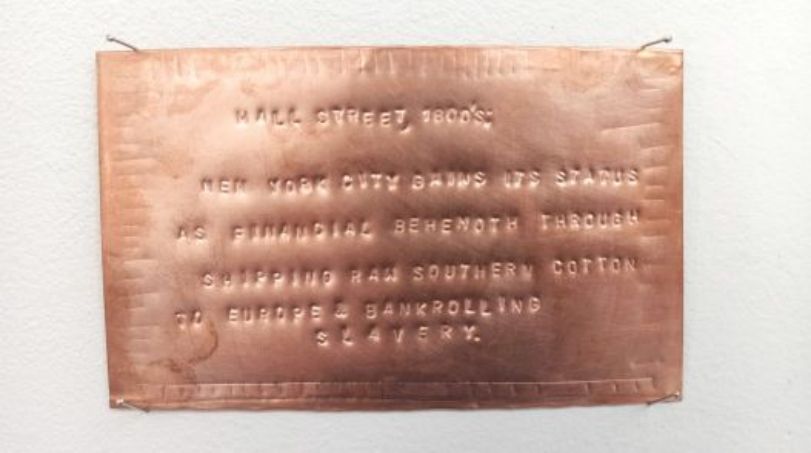 WALL STREET, 1800'S:
NEW YORK CITY GAINS ITS STATUS
AS FINANCIAL BEHEMOTH THROUGH
SHIPPING RAW SOUTHERN COTTON
TO EUROPE & BANKROLLING
SLAVERY.